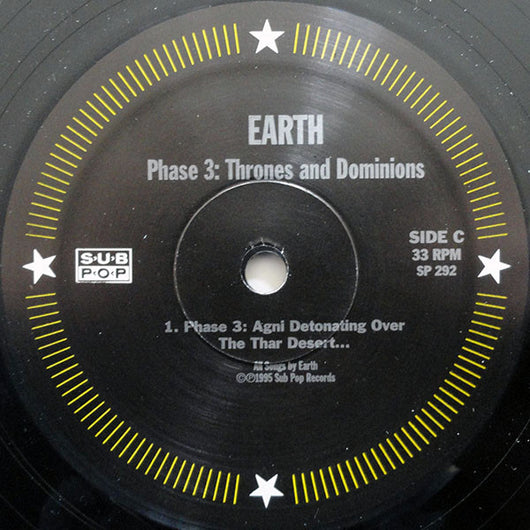 EARTH
Phase 3: Thrones and Dominions
SUB
POP
SIDE C
33 RPM
SP 292
1. Phase 3: Agni Detonating Over
The Thar Desert...
All Songs by Earth
©℗1995 Sub Pop Records